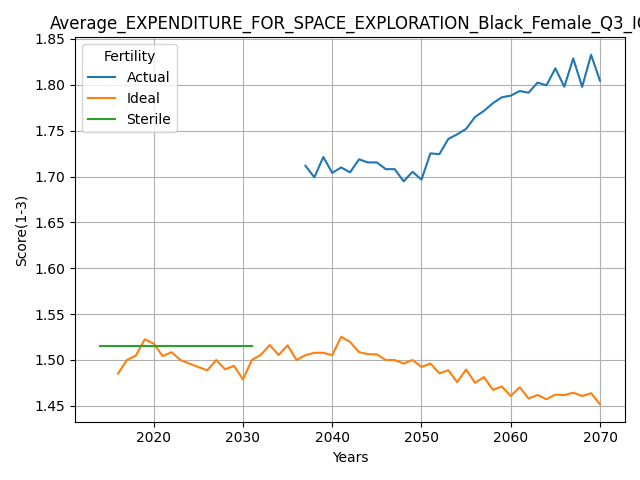 Average_EXPENDITURE_FOR_SPACE_EXPLORATION_Black_Female_Q3_IQ
Fertility
Actual
Ideal
Sterile
Score(1-3)
1.85
1.80
1.75
1.70
1.65
1.60
1.55
1.50
1.45
2020 2030 2040 2050 2060 2070
Years